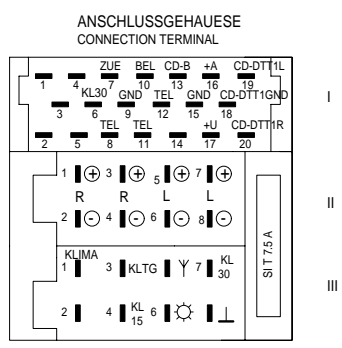 ANSCHLUSSGEHAEUSE
CONNECTION TERMINAL
ZUE BEL CD-B +A CD-DTT1L
1 4 7 10 13 16 19
KL30 GND TEL GND CD-DTT1GND
3 6 9 12 15 18
TEL TEL +U CD-DTT1R
2 5 8 11 14 17 20
I
1 + 3 + 5 + 7 +
R R L L
2 - 4 - 6 - 8 -
II
SI T 7.5 A
KLIMA
1 3 KLTG 7 KL
30
2 4 KL 6
15
III